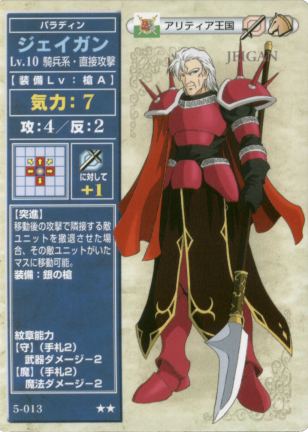 パラディン
ジェイガン
Lv.10 騎兵系・直接攻撃
【装備Lv：槍A】
気力：7
攻：4／反：2
に対して
+1
【突進】
移動後の攻撃で隣接する敵
ユニットを撤退させた場
合、その敵ユニットがいた
マスに移動可能。
装備：銀の槍
紋章能力
【守】（手札2）
武器ダメージ－2
【魔】（手札2）
魔法ダメージ－2
5-013 ★★
アリティア王国
JEIGAN